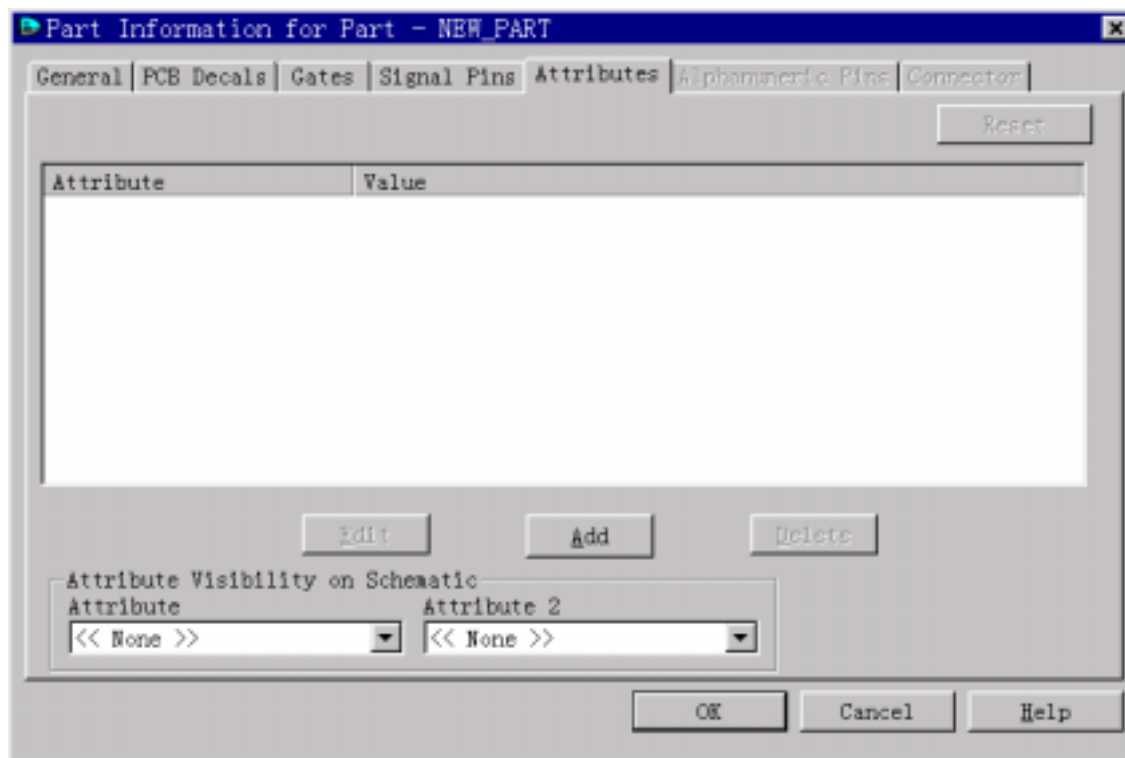 Part Information for Part - NEW_PART
General PCB Decals Gates Signal Pins Attributes Alphanumeric Pins Connector
Reset
Attribute Value
Edit Add Delete
Attribute Visibility on Schematic
Attribute Attribute 2
<< None >> << None >>
OK Cancel Help